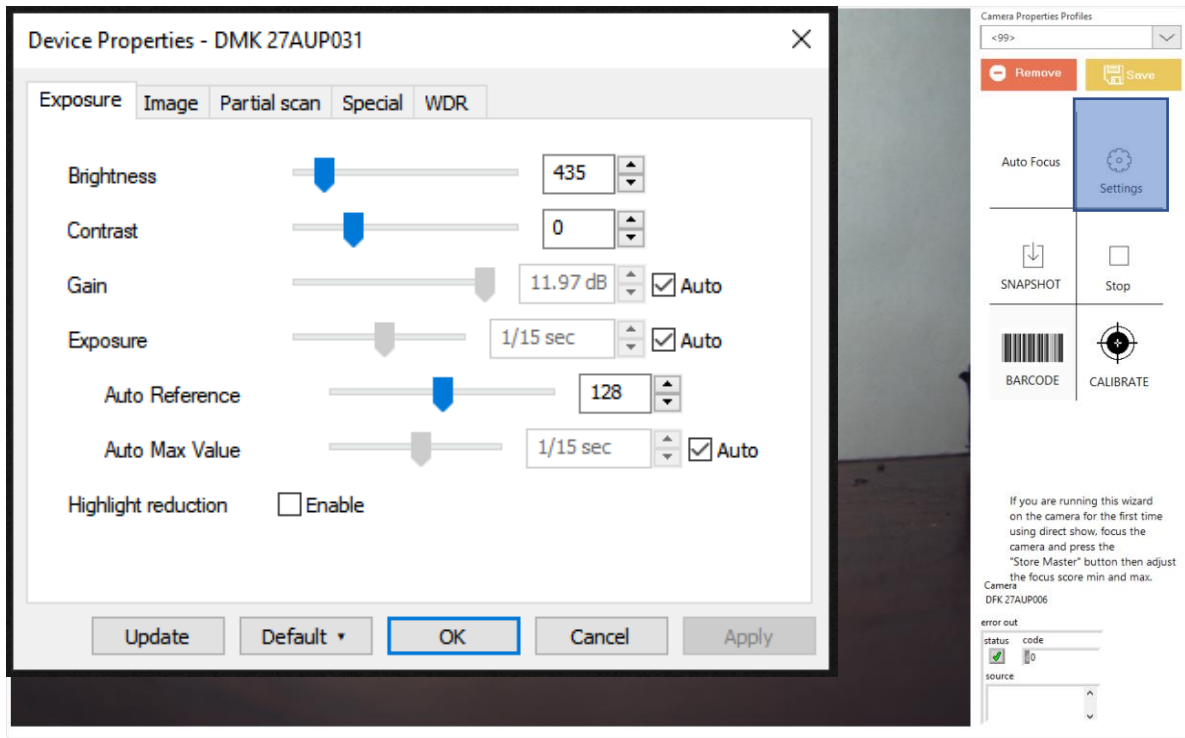 Device Properties - DMK 27AUP031
Exposure Image Partial scan Special WDR
Brightness 435
Contrast 0
Gain 11.97 dB Auto
Exposure 1/15 sec Auto
Auto Reference 128
Auto Max Value 1/15 sec Auto
Highlight reduction Enable
Update Default OK Cancel Apply
Camera Properties Profiles
<99>
Remove Save
Auto Focus Settings
SNAPSHOT Stop
BARCODE CALIBRATE
If you are running this wizard
on the camera for the first time
using direct show, focus the
camera and press the
"Store Master" button then adjust
the focus score min and max.
Camera
DFK 27AUP006
error out
status code
0
source